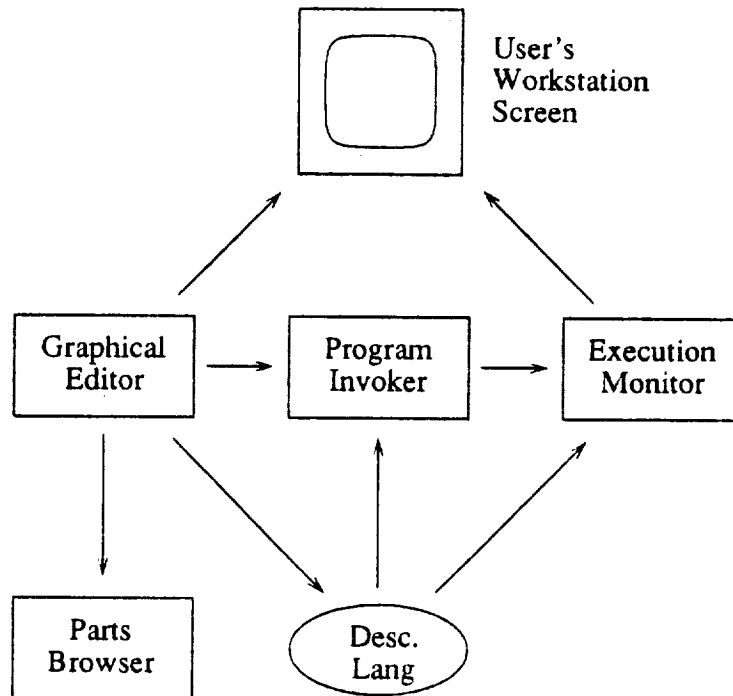 User's
Workstation
Screen
Graphical
Editor
Program
Invoker
Execution
Monitor
Parts
Browser
Desc.
Lang